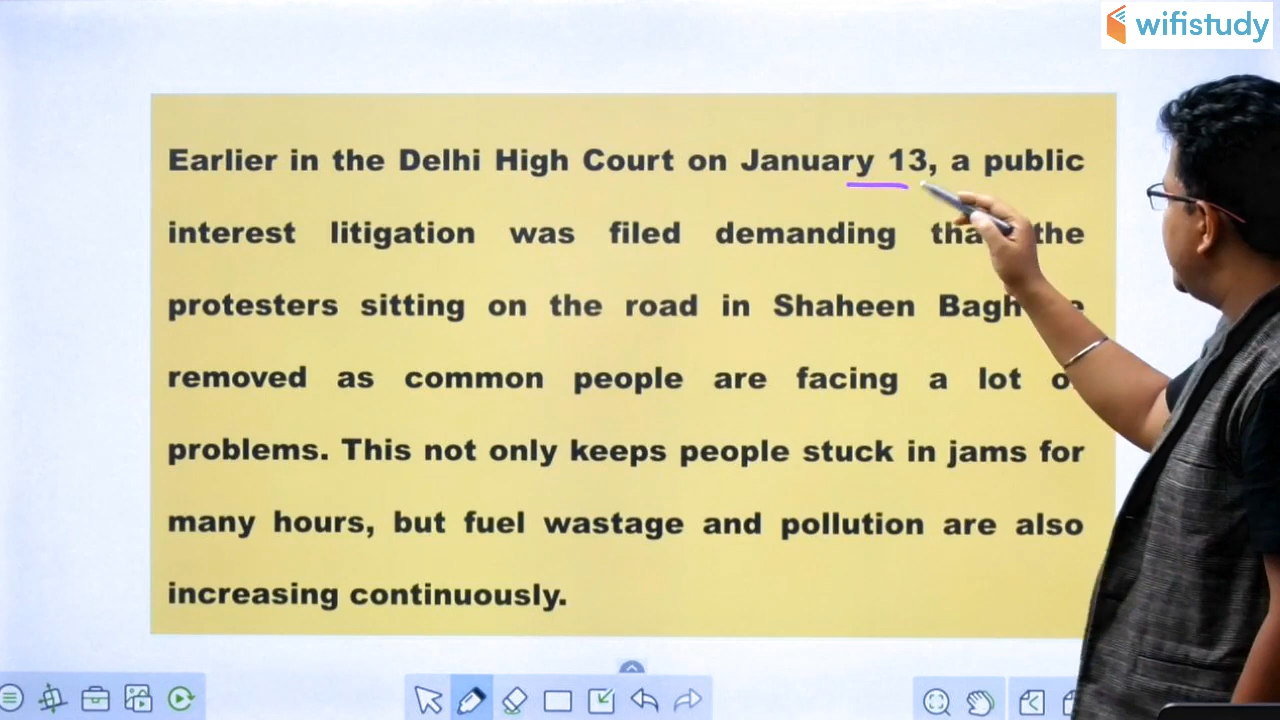 wifistudy
Earlier in the Delhi High Court on January 13, a public
interest litigation was filed demanding the
protesters sitting on the road in Shaheen Bagh
removed as common people are facing a lot
problems. This not only keeps people stuck in jams for
many hours, but fuel wastage and pollution are also
increasing continuously.